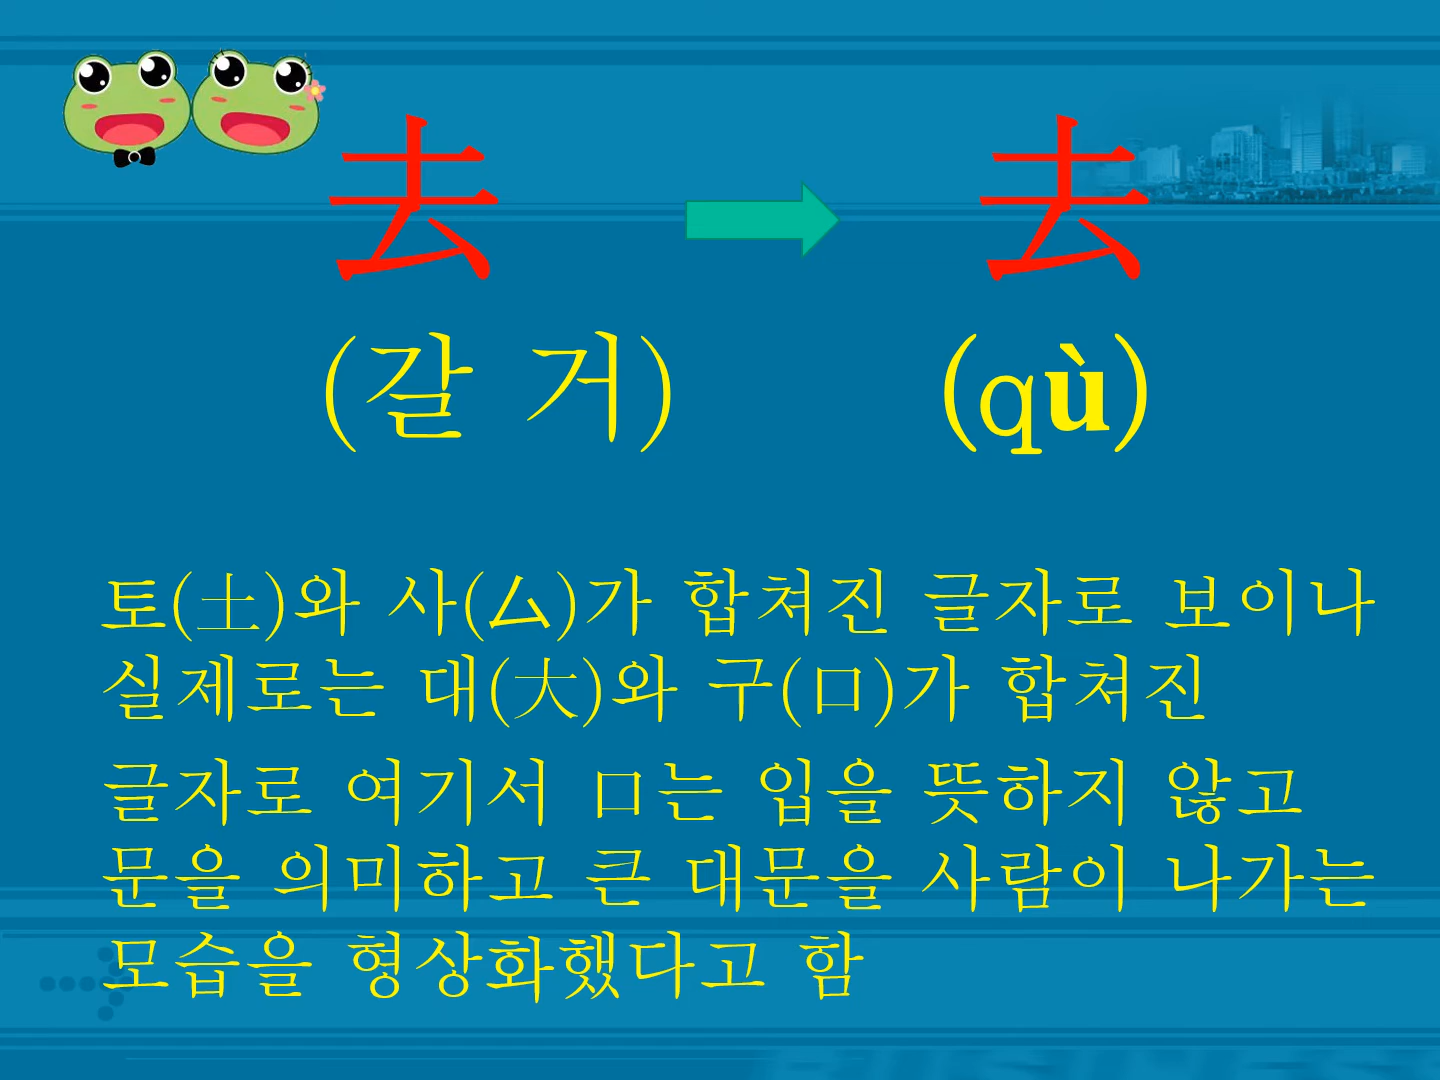 去 去
(갈 거) (qù)
토(土)와 사(厶)가 합쳐진 글자로 보이나
실제로는 대(大)와 구(口)가 합쳐진
글자로 여기서 口는 입을 뜻하지 않고
문을 의미하고 큰 대문을 사람이 나가는
모습을 형상화했다고 함